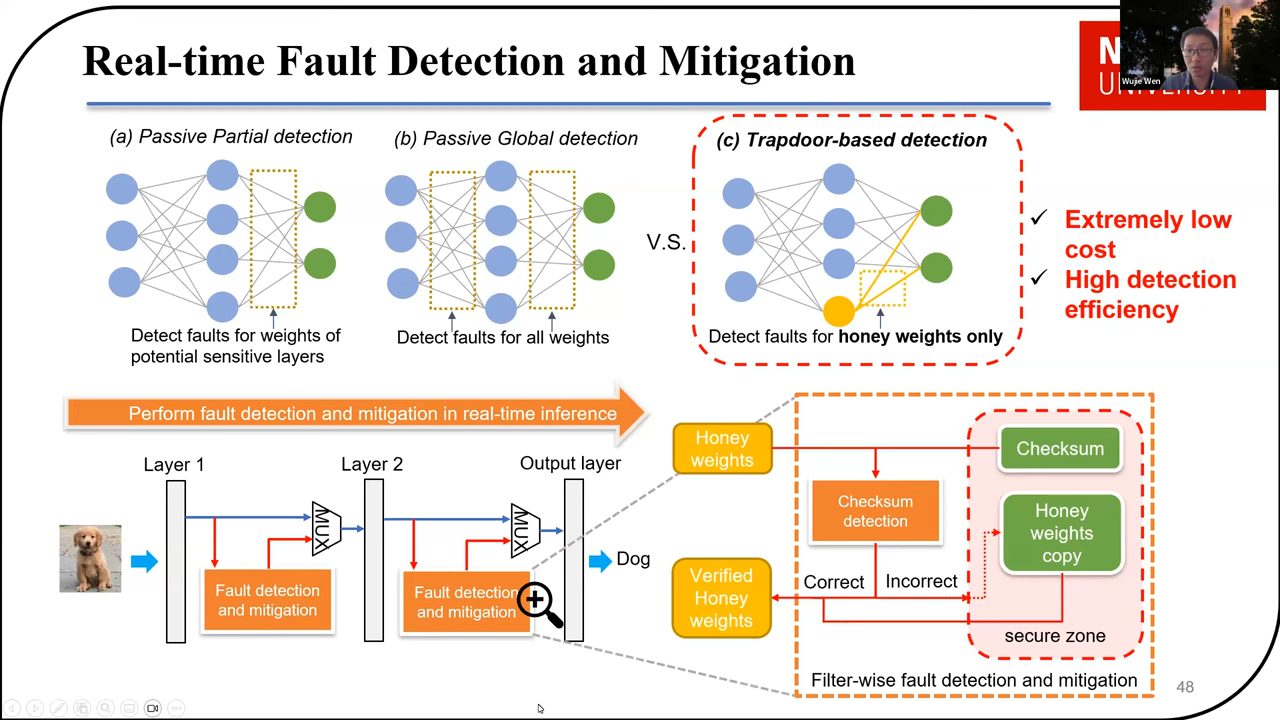 Real-time Fault Detection and Mitigation
N
UNIVERSITY
Wujie Wen
(a) Passive Partial detection
(b) Passive Global detection
(c) Trapdoor-based detection
V.S.
✓ Extremely low
cost
✓ High detection
efficiency
Detect faults for weights of
potential sensitive layers
Detect faults for all weights
Detect faults for honey weights only
Perform fault detection and mitigation in real-time inference
Layer 1
Layer 2
Output layer
MUX
MUX
Fault detection
and mitigation
Fault detection
and mitigation
Dog
Honey
weights
Checksum
Checksum
detection
Honey
weights
copy
Verified
Honey
weights
Correct
Incorrect
secure zone
Filter-wise fault detection and mitigation
48